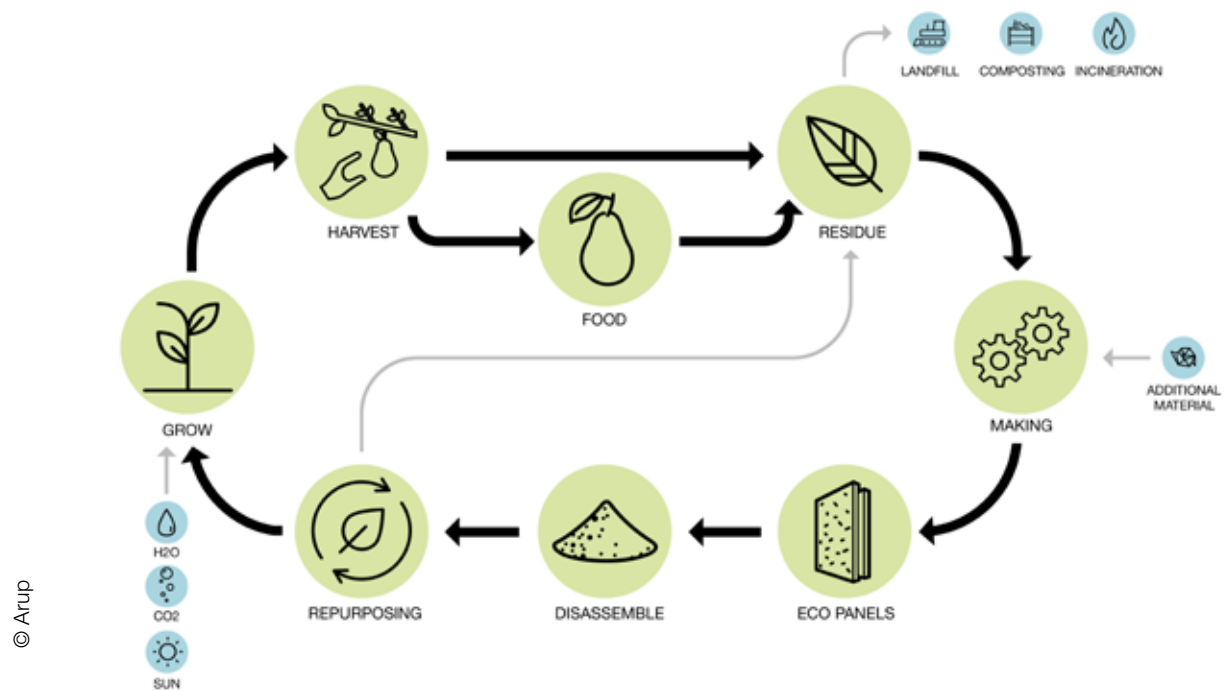 LANDFILL
COMPOSTING
INCINERATION
HARVEST
RESIDUE
FOOD
ADDITIONAL
MATERIAL
GROW
MAKING
H2O
CO2
SUN
REPURPOSING
DISASSEMBLE
ECO PANELS
© Arup